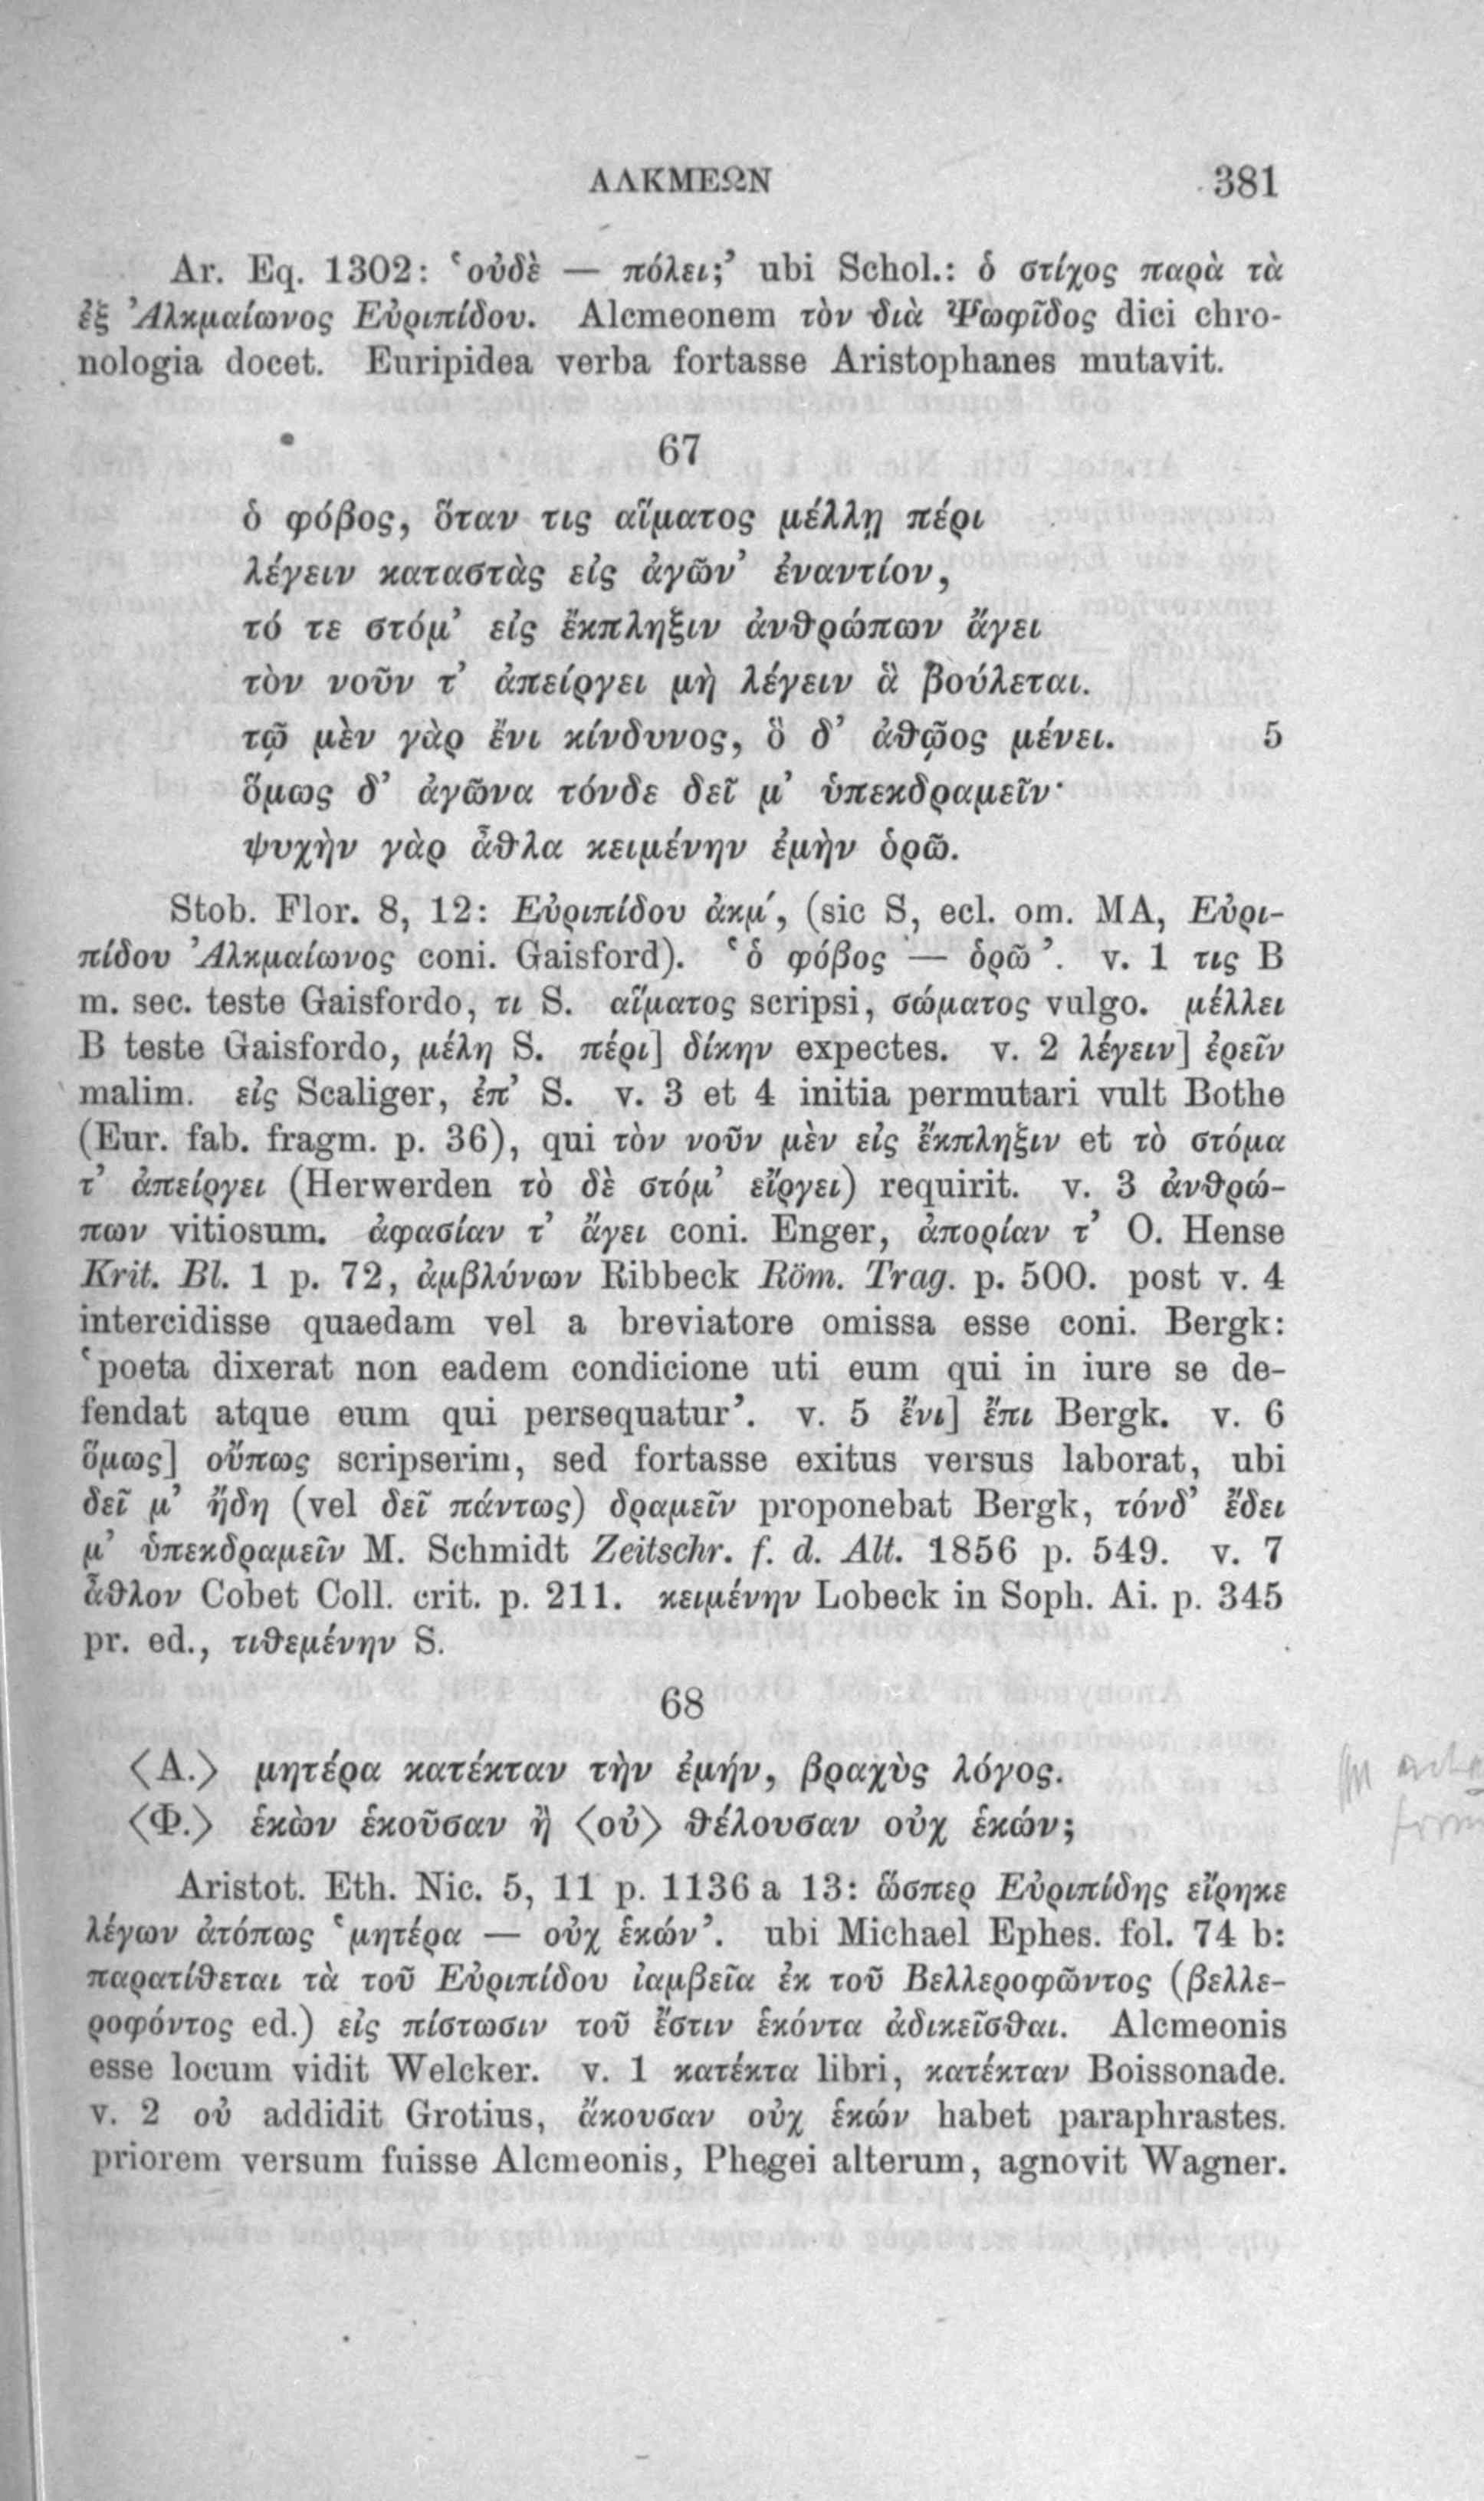 ΑΛΚΜΕΩΝ 381
Ar. Eq. 1302: ‘οὐδὲ — πόλει;’ ubi Schol.: ὁ στίχος παρὰ τὰ
ἐξ Ἀλκμαίωνος Εὐριπίδου. Alcmeonem τὸν διὰ Ψωφῖδος dici chro-
nologia docet. Euripidea verba fortasse Aristophanes mutavit.
67
ὁ φόβος, ὅταν τις αἵματος μέλλῃ πέρι
λέγειν καταστὰς εἰς ἀγῶν’ ἐναντίον,
τό τε στόμ’ εἰς ἔκπληξιν ἀνθρώπων ἄγει
τὸν νοῦν τ’ ἀπείργει μὴ λέγειν ἃ βούλεται.
τῷ μὲν γὰρ ἔνι κίνδυνος, ὃ δ’ ἀθῷος μένει. 5
ὅμως δ’ ἀγῶνα τόνδε δεῖ μ’ ὑπεκδραμεῖν·
ψυχὴν γὰρ ἆθλα κειμένην ἐμὴν ὁρῶ.
Stob. Flor. 8, 12: Εὐριπίδου ἀκμ´, (sic S, ecl. om. MA, Εὐρι-
πίδου Ἀλκμαίωνος coni. Gaisford). ‘ὁ φόβος — ὁρῶ’. v. 1 τις B
m. sec. teste Gaisfordo, τι S. αἵματος scripsi, σώματος vulgo. μέλλει
B teste Gaisfordo, μέλη S. πέρι] δίκην expectes. v. 2 λέγειν] ἐρεῖν
malim. εἰς Scaliger, ἐπ’ S. v. 3 et 4 initia permutari vult Bothe
(Eur. fab. fragm. p. 36), qui τὸν νοῦν μὲν εἰς ἔκπληξιν et τὸ στόμα
τ’ ἀπείργει (Herwerden τὸ δὲ στόμ’ εἴργει) requirit. v. 3 ἀνθρώ-
πων vitiosum. ἀφασίαν τ’ ἄγει coni. Enger, ἀπορίαν τ’ O. Hense
Krit. Bl. 1 p. 72, ἀμβλύνων Ribbeck Röm. Trag. p. 500. post v. 4
intercidisse quaedam vel a breviatore omissa esse coni. Bergk:
‘poeta dixerat non eadem condicione uti eum qui in iure se de-
fendat atque eum qui persequatur’. v. 5 ἔνι] ἔπι Bergk. v. 6
ὅμως] οὔπως scripserim, sed fortasse exitus versus laborat, ubi
δεῖ μ’ ἤδη (vel δεῖ πάντως) δραμεῖν proponebat Bergk, τόνδ’ ἔδει
μ’ ὑπεκδραμεῖν M. Schmidt Zeitschr. f. d. Alt. 1856 p. 549. v. 7
ἆθλον Cobet Coll. crit. p. 211. κειμένην Lobeck in Soph. Ai. p. 345
pr. ed., τιθεμένην S.
68
⟨Α.⟩ μητέρα κατέκταν τὴν ἐμήν, βραχὺς λόγος.
⟨Φ.⟩ ἑκὼν ἑκοῦσαν ἢ ⟨οὐ⟩ θέλουσαν οὐχ ἑκών;
Aristot. Eth. Nic. 5, 11 p. 1136 a 13: ὥσπερ Εὐριπίδης εἴρηκε
λέγων ἀτόπως ‘μητέρα — οὐχ ἑκών’. ubi Michael Ephes. fol. 74 b:
παρατίθεται τὰ τοῦ Εὐριπίδου ἰαμβεῖα ἐκ τοῦ Βελλεροφῶντος (βελλε-
ροφόντος ed.) εἰς πίστωσιν τοῦ ἔστιν ἑκόντα ἀδικεῖσθαι. Alcmeonis
esse locum vidit Welcker. v. 1 κατέκτα libri, κατέκταν Boissonade.
v. 2 οὐ addidit Grotius, ἄκουσαν οὐχ ἑκών habet paraphrastes.
priorem versum fuisse Alcmeonis, Phegei alterum, agnovit Wagner.